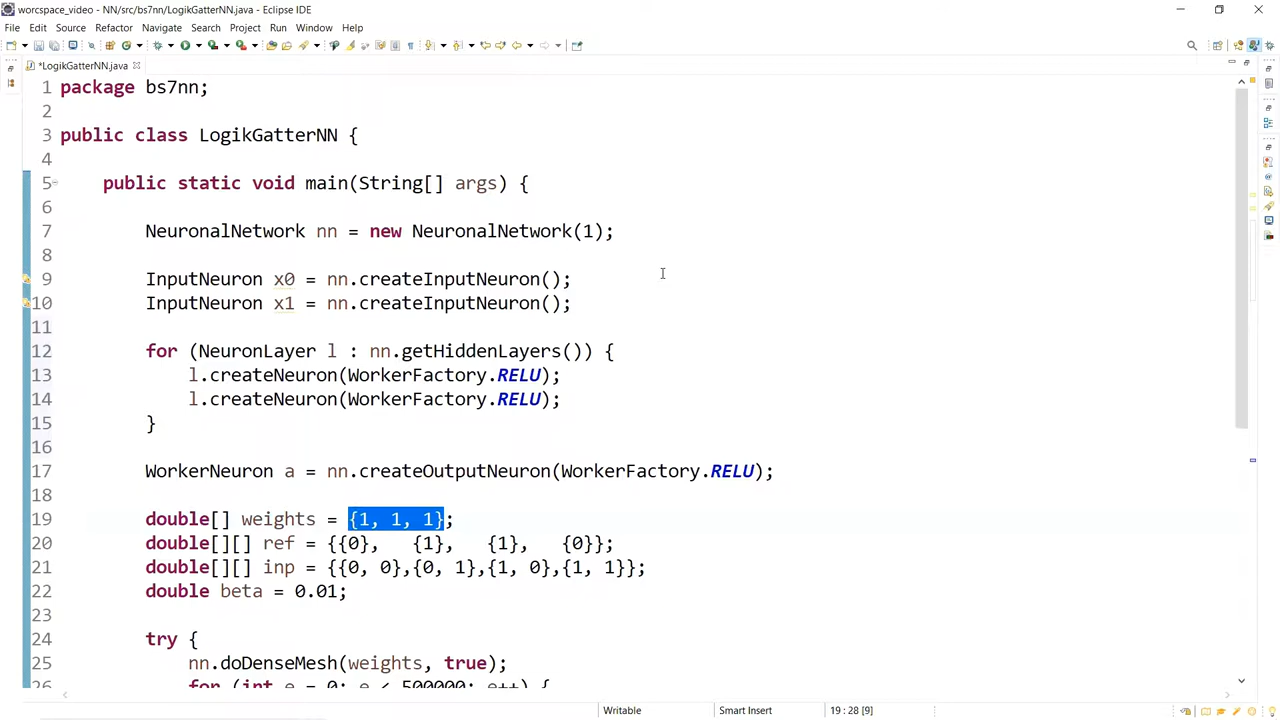 worcspace_video - NN/src/bs7nn/LogikGatterNN.java - Eclipse IDE
File Edit Source Refactor Navigate Search Project Run Window Help
*LogikGatterNN.java
1 package bs7nn;
2
3 public class LogikGatterNN {
4
5 public static void main(String[] args) {
6
7 NeuronalNetwork nn = new NeuronalNetwork(1);
8
9 InputNeuron x0 = nn.createInputNeuron();
10 InputNeuron x1 = nn.createInputNeuron();
11
12 for (NeuronLayer l : nn.getHiddenLayers()) {
13 l.createNeuron(WorkerFactory.RELU);
14 l.createNeuron(WorkerFactory.RELU);
15 }
16
17 WorkerNeuron a = nn.createOutputNeuron(WorkerFactory.RELU);
18
19 double[] weights = {1, 1, 1};
20 double[][] ref = {{0}, {1}, {1}, {0}};
21 double[][] inp = {{0, 0},{0, 1},{1, 0},{1, 1}};
22 double beta = 0.01;
23
24 try {
25 nn.doDenseMesh(weights, true);
26 for (int e = 0; e < 500000; e++) {
Writable Smart Insert 19 : 28 [9]